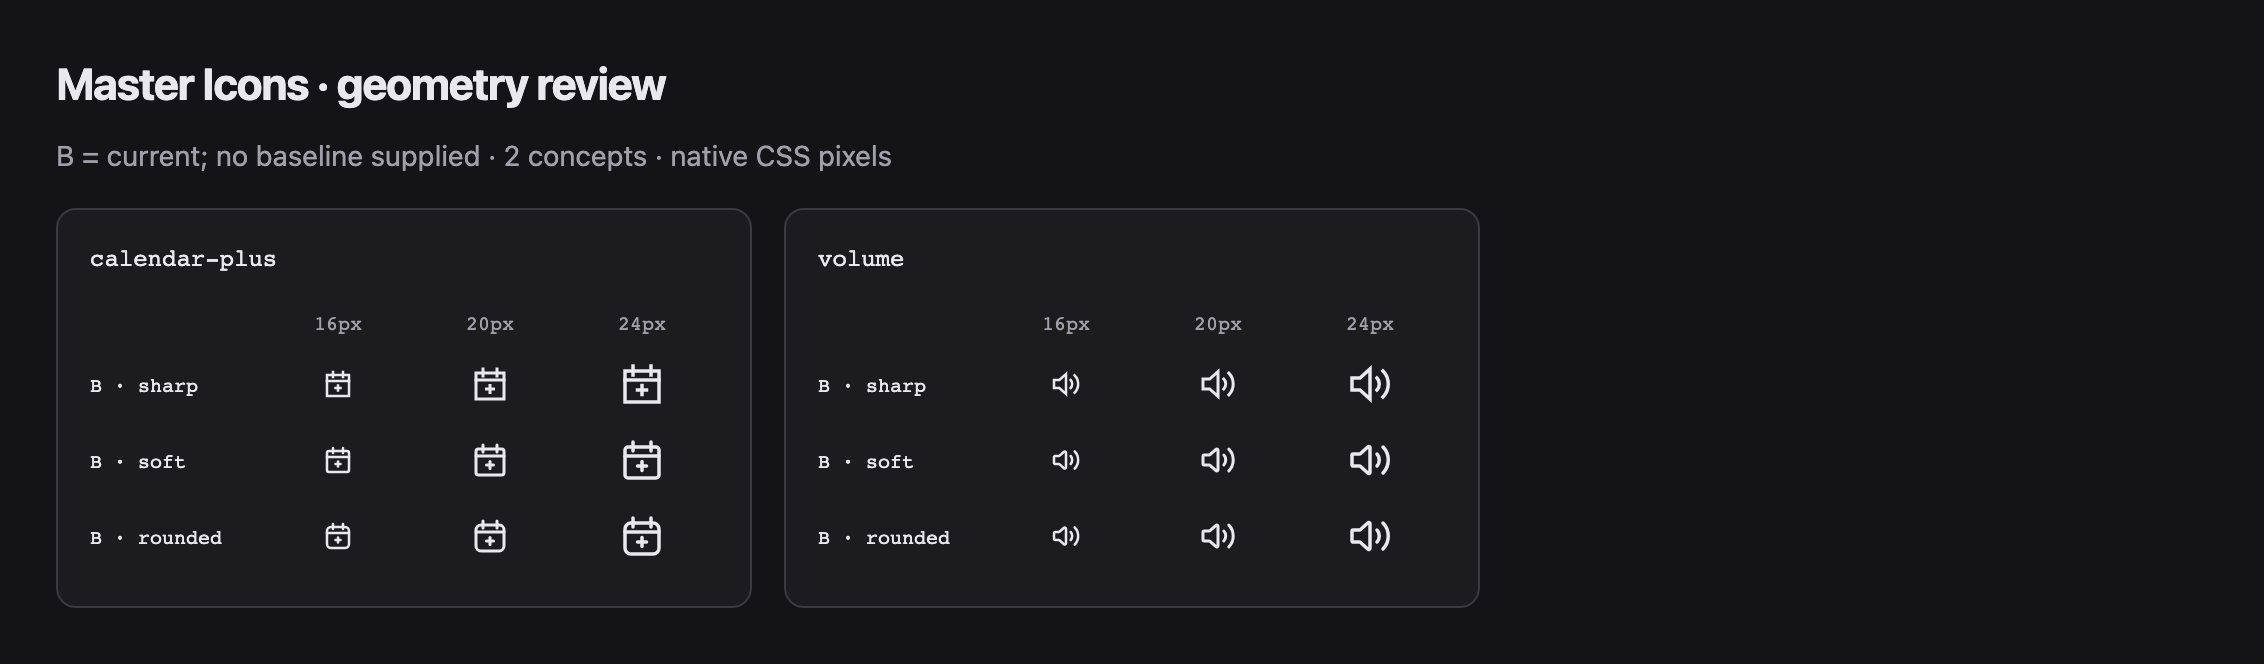 Master Icons · geometry review
B = current; no baseline supplied · 2 concepts · native CSS pixels
calendar-plus
16px 20px 24px
B · sharp
B · soft
B · rounded
volume
16px 20px 24px
B · sharp
B · soft
B · rounded